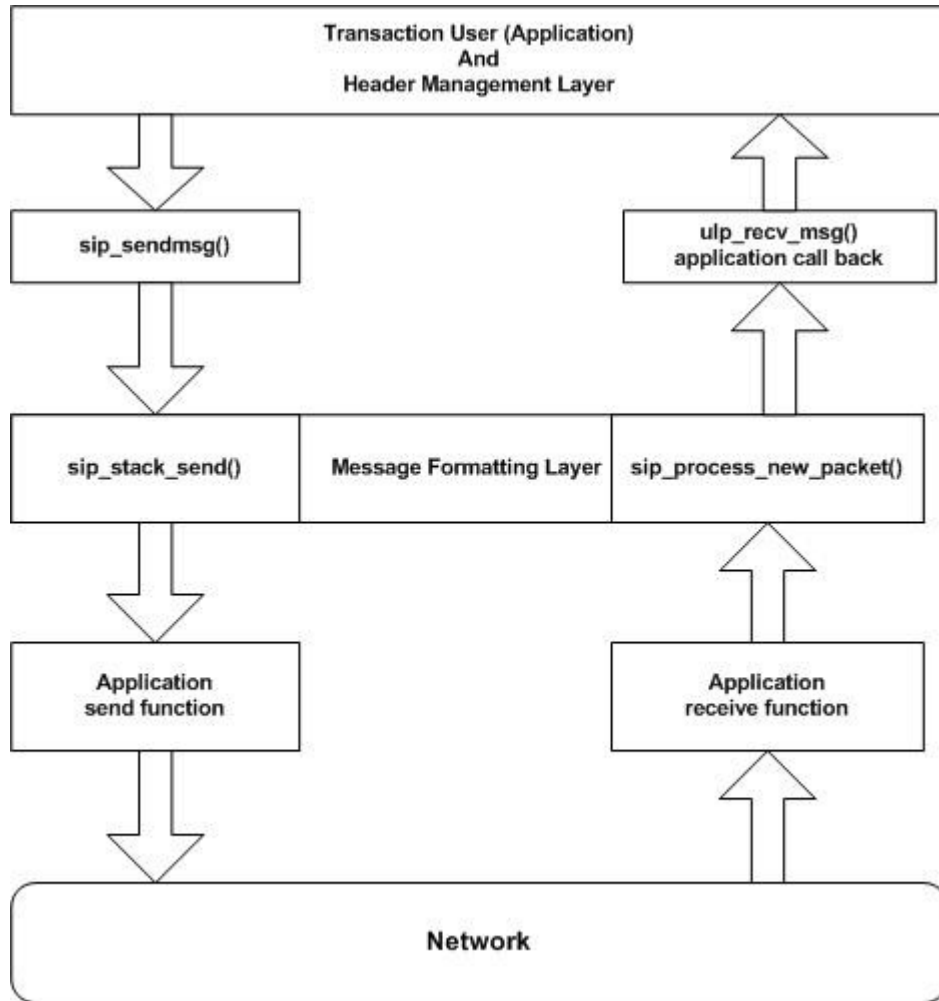 Transaction User (Application)
And
Header Management Layer
sip_sendmsg()
ulp_recv_msg()
application call back
sip_stack_send()
Message Formatting Layer
sip_process_new_packet()
Application
send function
Application
receive function
Network